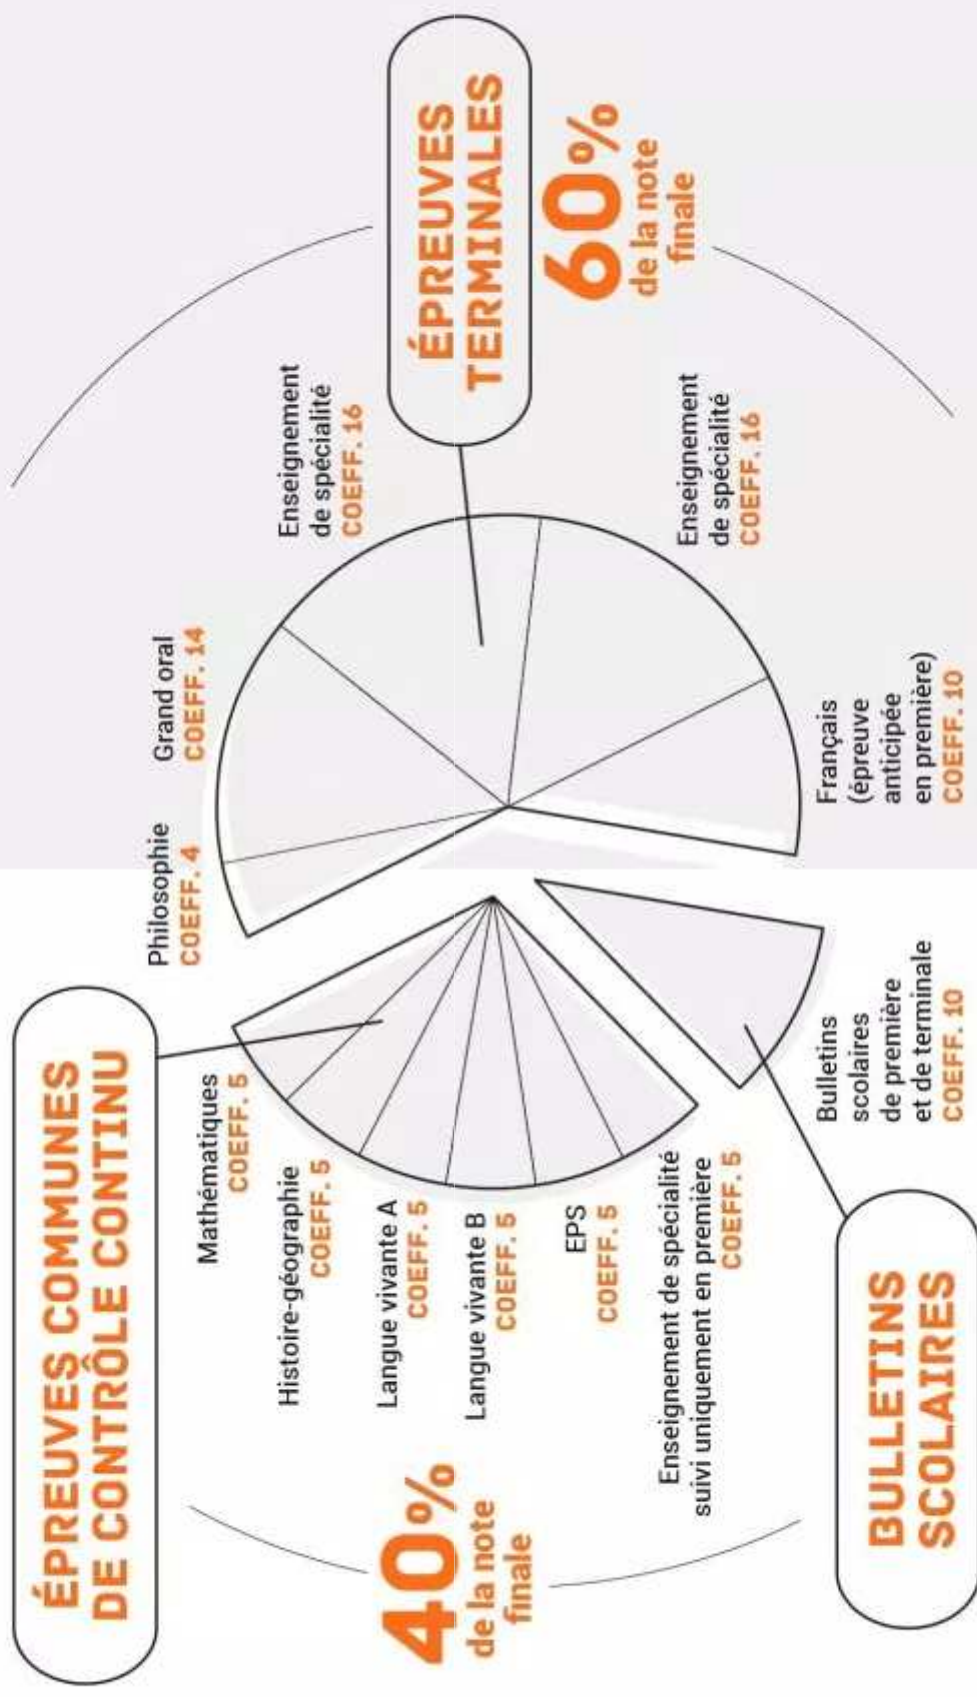 ÉPREUVES COMMUNES
DE CONTRÔLE CONTINU
40%
de la note
finale
Mathématiques
COEFF. 5
Histoire-géographie
COEFF. 5
Langue vivante A
COEFF. 5
Langue vivante B
COEFF. 5
EPS
COEFF. 5
Enseignement de spécialité
suivi uniquement en première
COEFF. 5
BULLETINS
SCOLAIRES
Bulletins
scolaires
de première
et de terminale
COEFF. 10
Philosophie
COEFF. 4
Grand oral
COEFF. 14
Enseignement
de spécialité
COEFF. 16
ÉPREUVES
TERMINALES
60%
de la note
finale
Enseignement
de spécialité
COEFF. 16
Français
(épreuve
anticipée
en première)
COEFF. 10